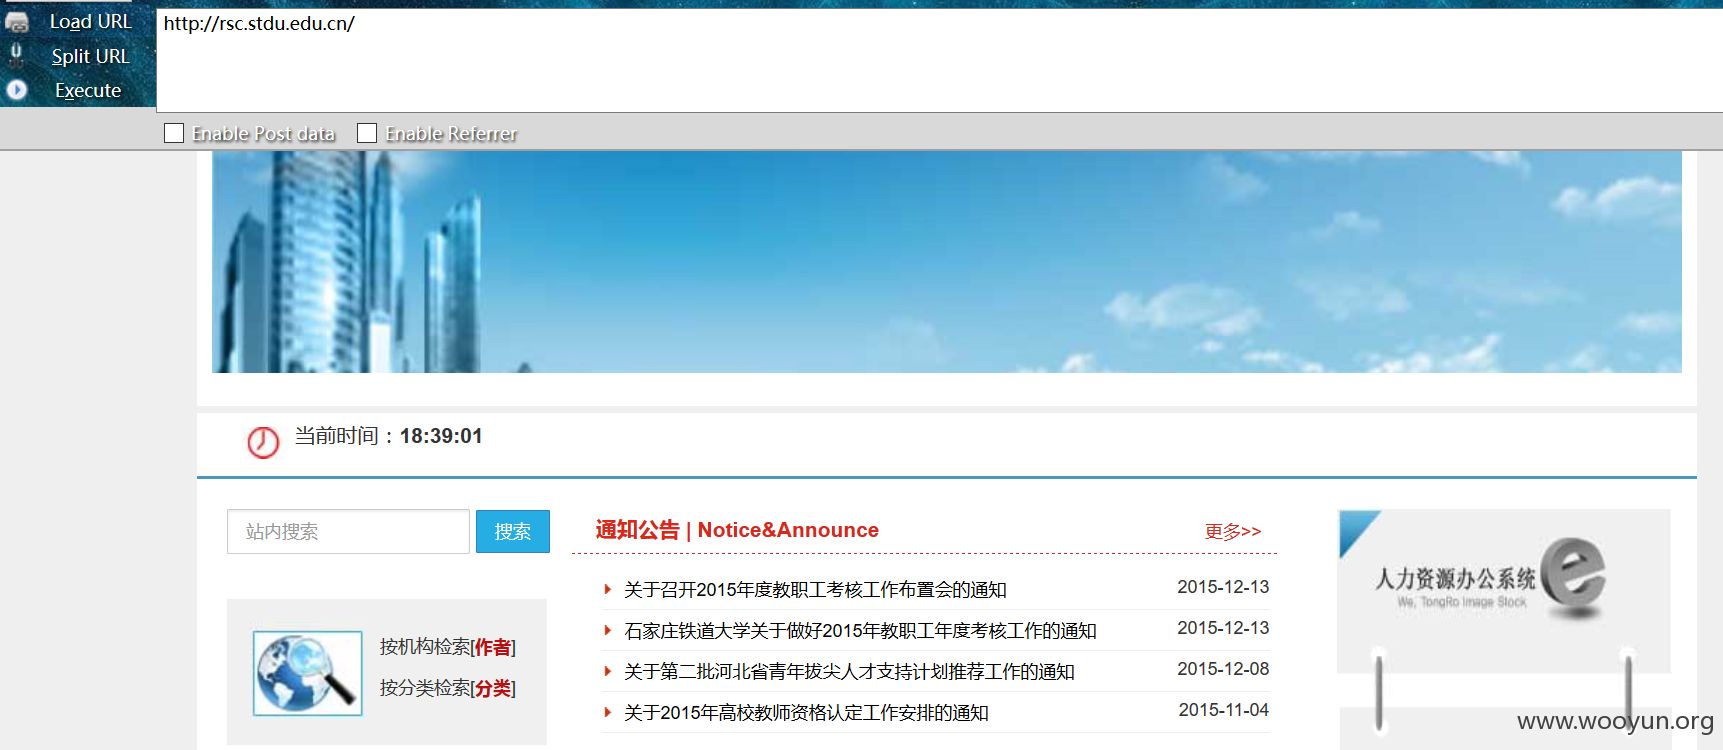 Load URL
http://rsc.stdu.edu.cn/
Split URL
Execute
Enable Post data
Enable Referrer
当前时间：18:39:01
站内搜索
搜索
按机构检索[作者]
按分类检索[分类]
通知公告 | Notice&Announce
更多>>
关于召开2015年度教职工考核工作布置会的通知 2015-12-13
石家庄铁道大学关于做好2015年教职工年度考核工作的通知 2015-12-13
关于第二批河北省青年拔尖人才支持计划推荐工作的通知 2015-12-08
关于2015年高校教师资格认定工作安排的通知 2015-11-04
人力资源办公系统
We, TongRo Image Stock
www.wooyun.org